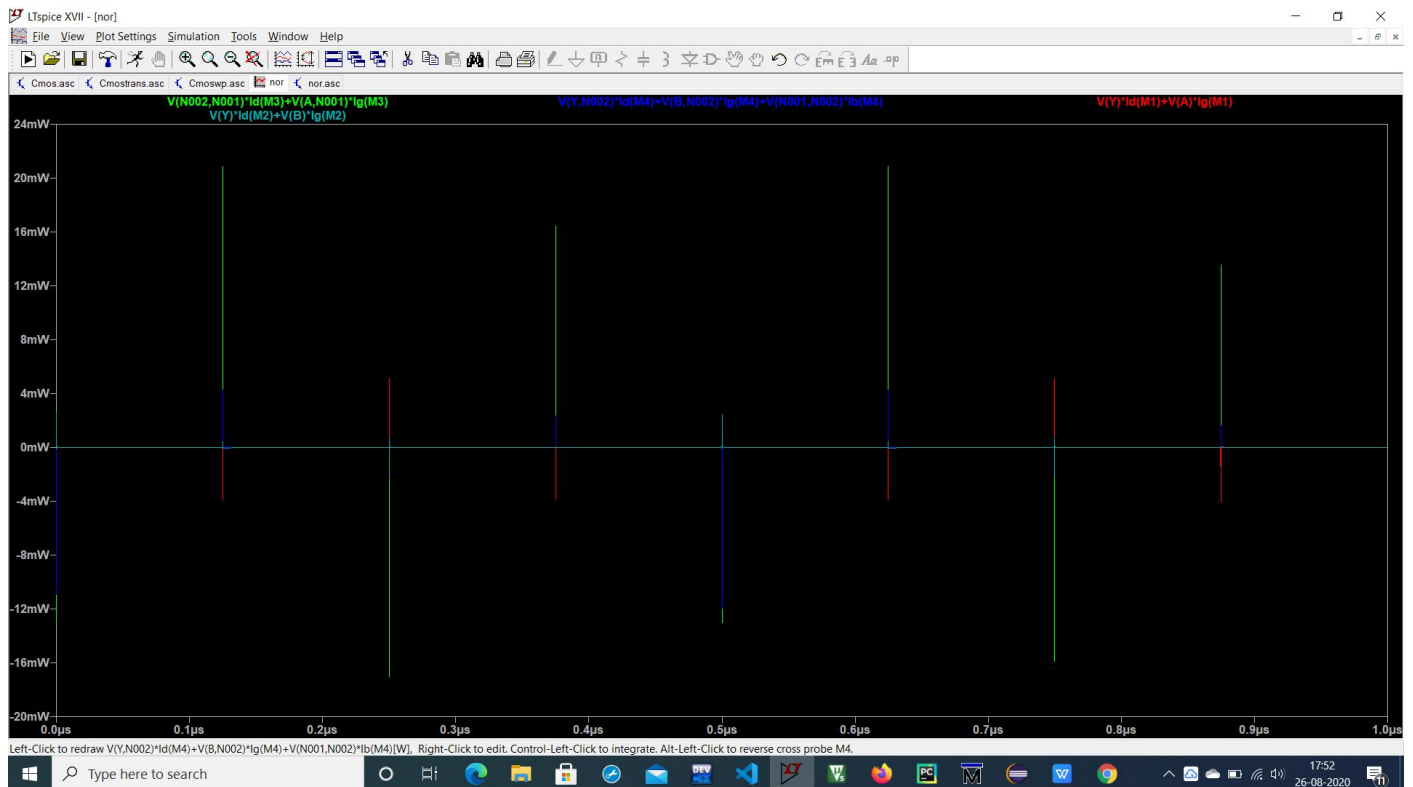 LTspice XVII - [nor]
File View Plot Settings Simulation Tools Window Help
Cmos.asc Cmostrans.asc Cmoswp.asc nor nor.asc
V(N002,N001)*Id(M3)+V(A,N001)*Ig(M3) V(Y,N002)*Id(M4)+V(B,N002)*Ig(M4)+V(N001,N002)*Ib(M4) V(Y)*Id(M1)+V(A)*Ig(M1)
V(Y)*Id(M2)+V(B)*Ig(M2)
24mW
20mW
16mW
12mW
8mW
4mW
0mW
-4mW
-8mW
-12mW
-16mW
-20mW
0.0µs 0.1µs 0.2µs 0.3µs 0.4µs 0.5µs 0.6µs 0.7µs 0.8µs 0.9µs 1.0µs
Left-Click to redraw V(Y,N002)*Id(M4)+V(B,N002)*Ig(M4)+V(N001,N002)*Ib(M4)[W], Right-Click to edit. Control-Left-Click to integrate. Alt-Left-Click to reverse cross probe M4.
Type here to search
17:52
26-08-2020